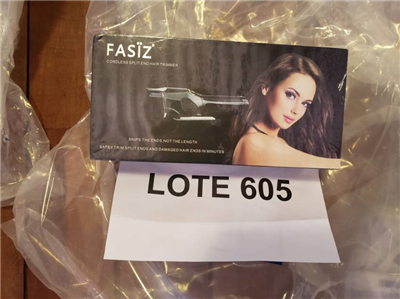 FASÏZ
CORDLESS SPLIT END HAIR TRIMMER
SNIPS THE ENDS NOT THE LENGTH
SAFELY TRIM SPLIT ENDS AND DAMAGED HAIR ENDS IN MINUTES
LOTE 605